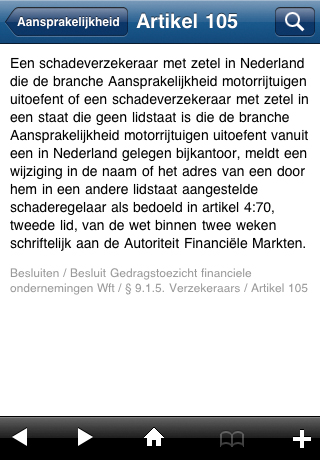 Aansprakelijkheid Artikel 105
Een schadeverzekeraar met zetel in Nederland
die de branche Aansprakelijkheid motorrijtuigen
uitoefent of een schadeverzekeraar met zetel in
een staat die geen lidstaat is die de branche
Aansprakelijkheid motorrijtuigen uitoefent vanuit
een in Nederland gelegen bijkantoor, meldt een
wijziging in de naam of het adres van een door
hem in een andere lidstaat aangestelde
schaderegelaar als bedoeld in artikel 4:70,
tweede lid, van de wet binnen twee weken
schriftelijk aan de Autoriteit Financiële Markten.
Besluiten / Besluit Gedragstoezicht financiele
ondernemingen Wft / § 9.1.5. Verzekeraars / Artikel 105